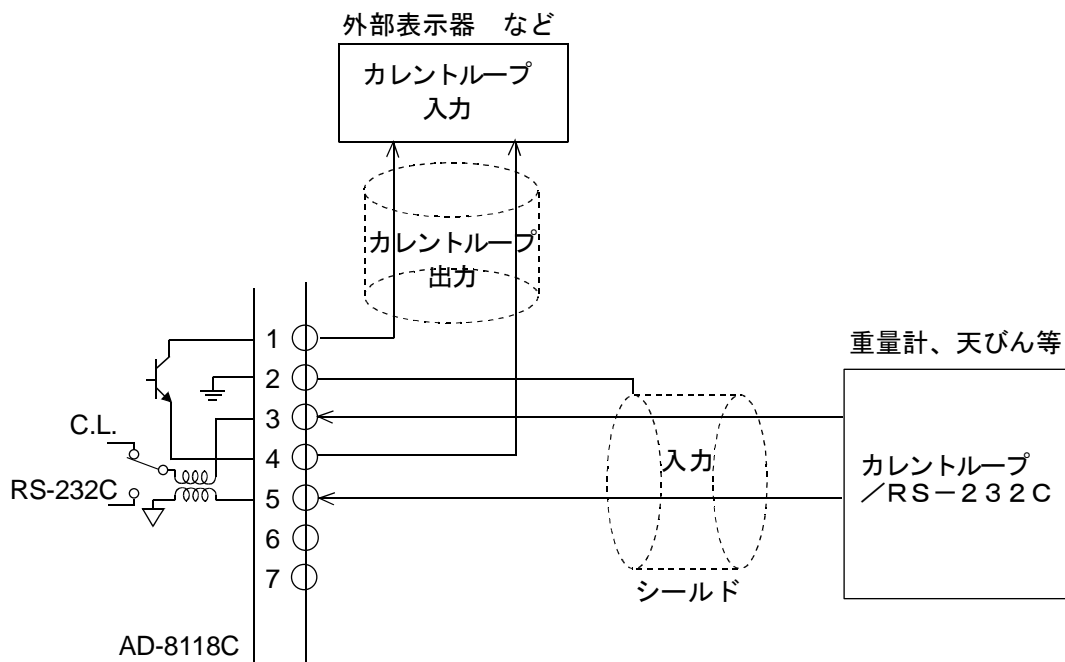 外部表示器　など
カレントループ
入力
カレントループ
出力
1
2
3
4
5
6
7
C.L.
RS-232C
AD-8118C
入力
シールド
重量計、天びん等
カレントループ
／ＲＳ－２３２Ｃ